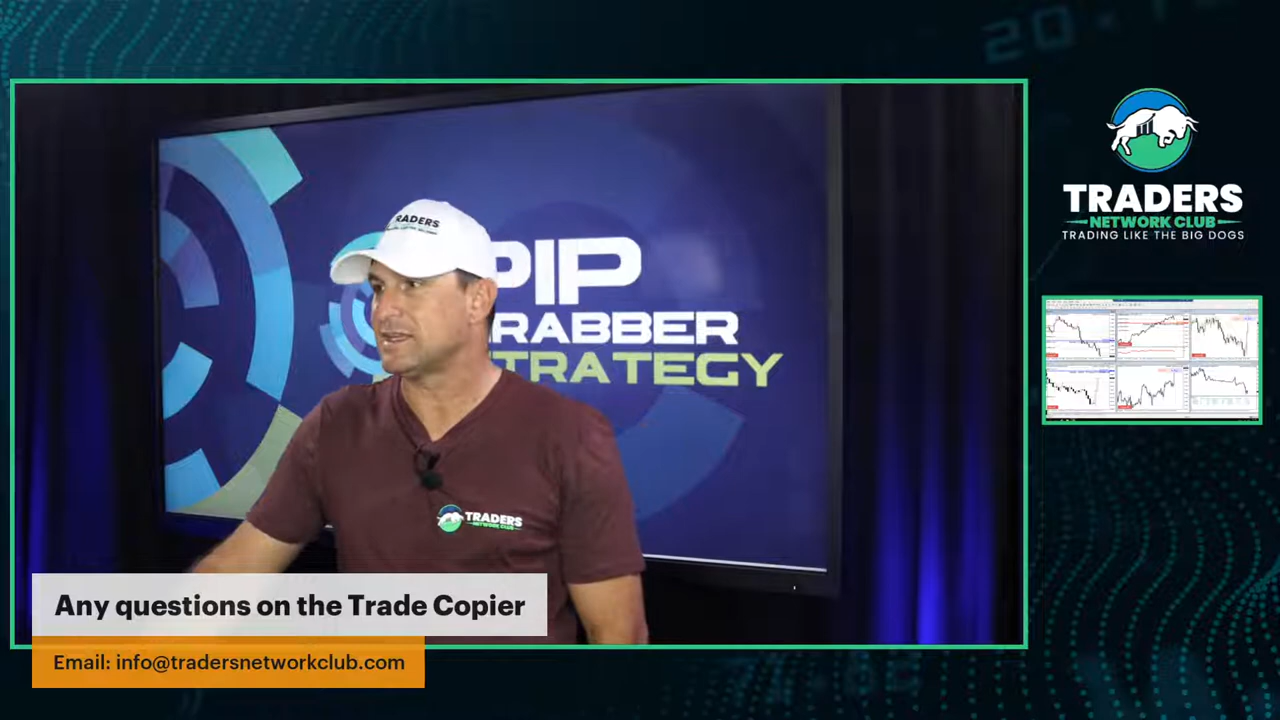 TRADERS
PIP
RABBER
TRATEGY
TRADERS
NETWORK CLUB
Any questions on the Trade Copier
Email: info@tradersnetworkclub.com
TRADERS
NETWORK CLUB
TRADING LIKE THE BIG DOGS